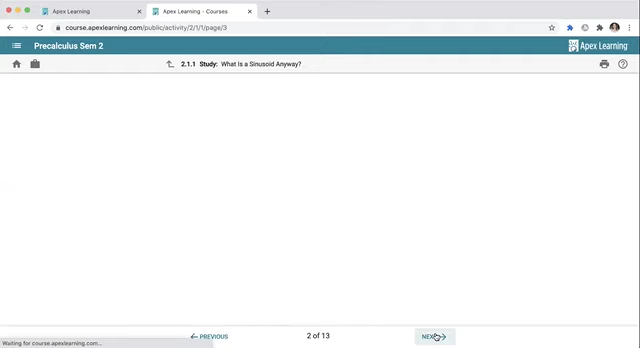 Apex Learning
Apex Learning - Courses
course.apexlearning.com/public/activity/2/1/1/page/3
Precalculus Sem 2
Apex Learning
2.1.1 Study: What Is a Sinusoid Anyway?
PREVIOUS
2 of 13
NEXT
Waiting for course.apexlearning.com...